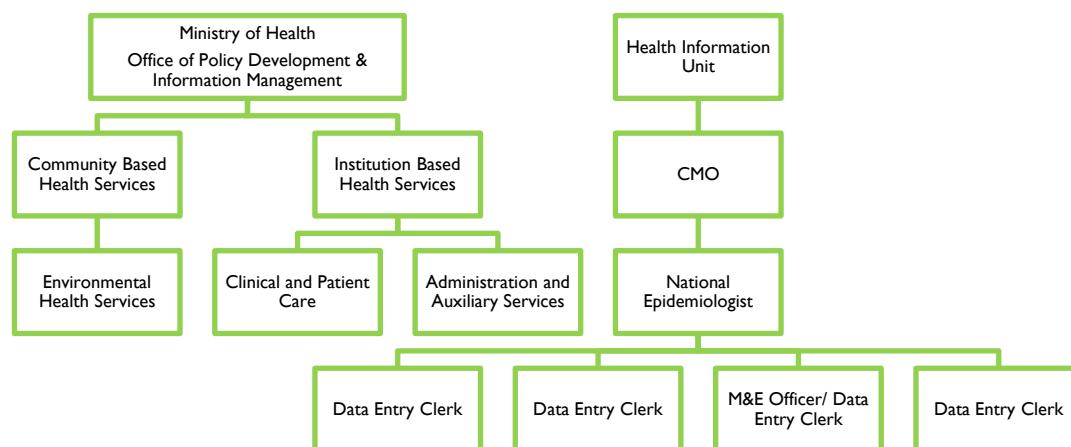 Ministry of Health
Office of Policy Development &
Information Management
Health Information
Unit
Community Based
Health Services
Institution Based
Health Services
CMO
Environmental
Health Services
Clinical and Patient
Care
Administration and
Auxiliary Services
National
Epidemiologist
Data Entry Clerk
Data Entry Clerk
M&E Officer/ Data
Entry Clerk
Data Entry Clerk